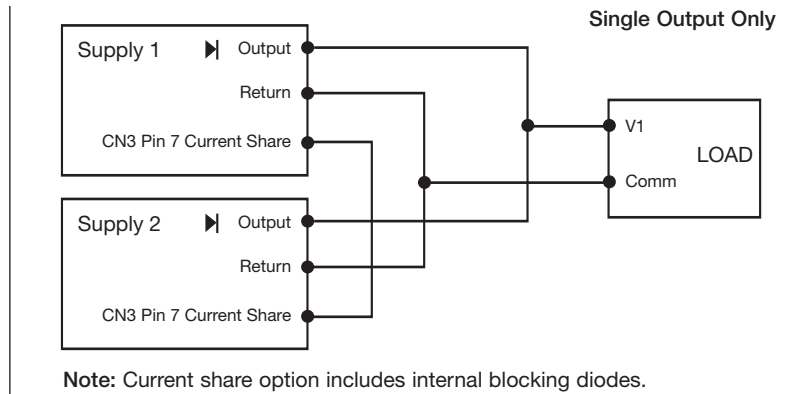 Single Output Only
Supply 1
Output
Return
CN3 Pin 7 Current Share
V1
LOAD
Comm
Supply 2
Output
Return
CN3 Pin 7 Current Share
Note: Current share option includes internal blocking diodes.